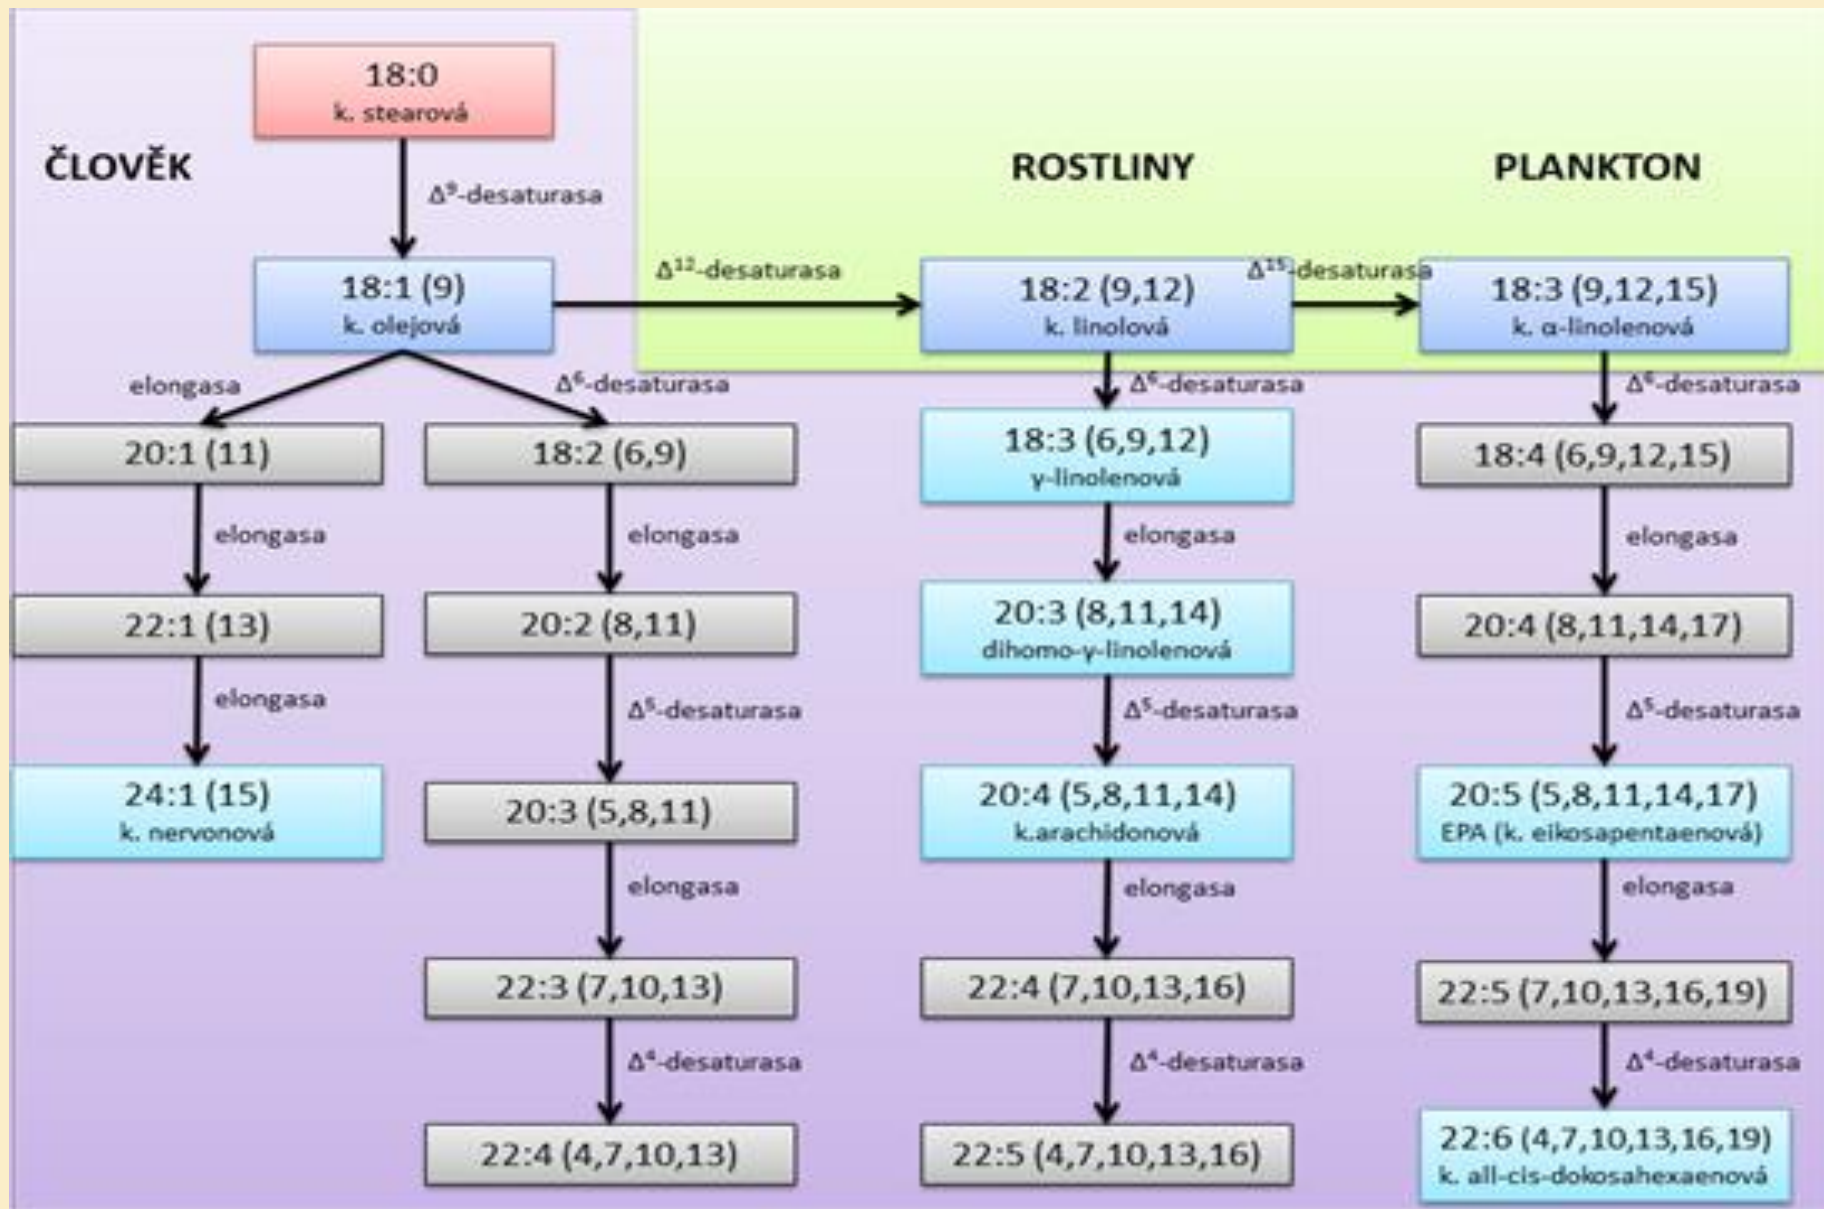 18:0
k. stearová
ČLOVĚK
ROSTLINY
PLANKTON
Δ⁹-desaturasa
18:1 (9)
k. olejová
Δ¹²-desaturasa
18:2 (9,12)
k. linolová
Δ¹⁵-desaturasa
18:3 (9,12,15)
k. α-linolenová
elongasa
Δ⁶-desaturasa
Δ⁶-desaturasa
Δ⁶-desaturasa
20:1 (11)
18:2 (6,9)
18:3 (6,9,12)
γ-linolenová
18:4 (6,9,12,15)
elongasa
elongasa
elongasa
elongasa
22:1 (13)
20:2 (8,11)
20:3 (8,11,14)
dihomo-γ-linolenová
20:4 (8,11,14,17)
elongasa
Δ⁵-desaturasa
Δ⁵-desaturasa
Δ⁵-desaturasa
24:1 (15)
k. nervonová
20:3 (5,8,11)
20:4 (5,8,11,14)
k.arachidonová
20:5 (5,8,11,14,17)
EPA (k. eikosapentaenová)
elongasa
elongasa
elongasa
22:3 (7,10,13)
22:4 (7,10,13,16)
22:5 (7,10,13,16,19)
Δ⁴-desaturasa
Δ⁴-desaturasa
Δ⁴-desaturasa
22:4 (4,7,10,13)
22:5 (4,7,10,13,16)
22:6 (4,7,10,13,16,19)
k. all-cis-dokosahexaenová